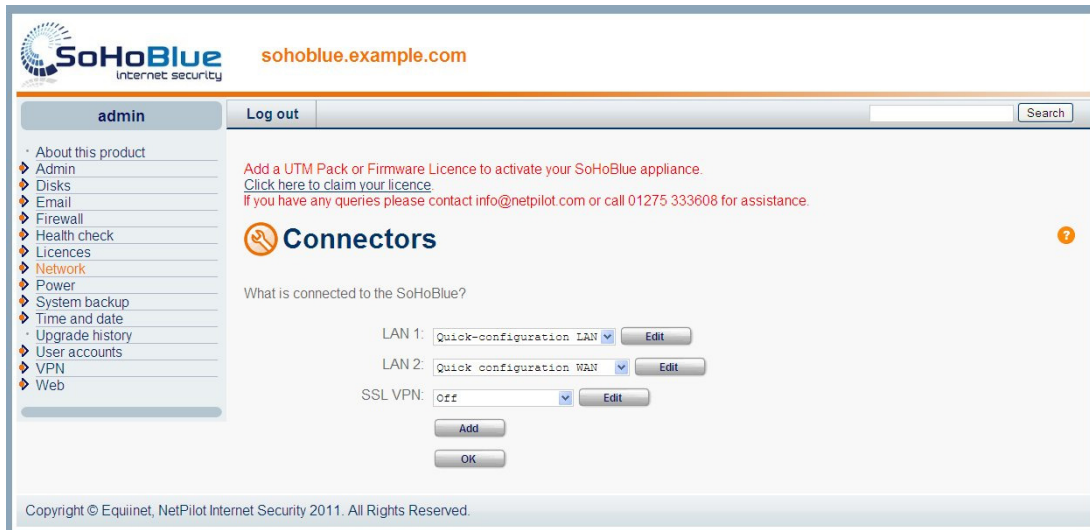 SoHoBlue
internet security
sohoblue.example.com
admin
Log out
Search
About this product
Admin
Disks
Email
Firewall
Health check
Licences
Network
Power
System backup
Time and date
Upgrade history
User accounts
VPN
Web
Add a UTM Pack or Firmware Licence to activate your SoHoBlue appliance.
Click here to claim your licence.
If you have any queries please contact info@netpilot.com or call 01275 333608 for assistance.
Connectors
?
What is connected to the SoHoBlue?
LAN 1: Quick-configuration LAN Edit
LAN 2: Quick configuration WAN Edit
SSL VPN: Off Edit
Add
OK
Copyright © Equiinet, NetPilot Internet Security 2011. All Rights Reserved.